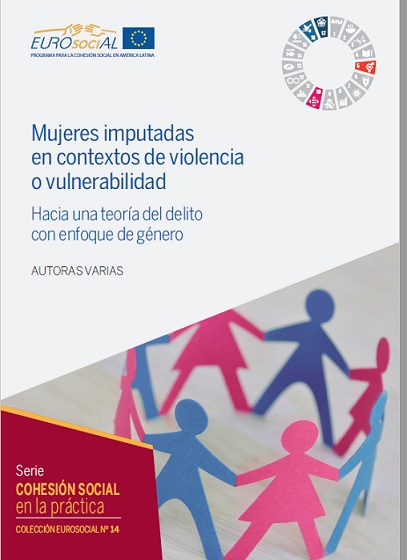 EUROsociAL
PROGRAMA PARA LA COHESIÓN SOCIAL EN AMÉRICA LATINA
Mujeres imputadas
en contextos de violencia
o vulnerabilidad
Hacia una teoría del delito
con enfoque de género
AUTORAS VARIAS
Serie
COHESIÓN SOCIAL
en la práctica
COLECCIÓN EUROSOCIAL Nº 14